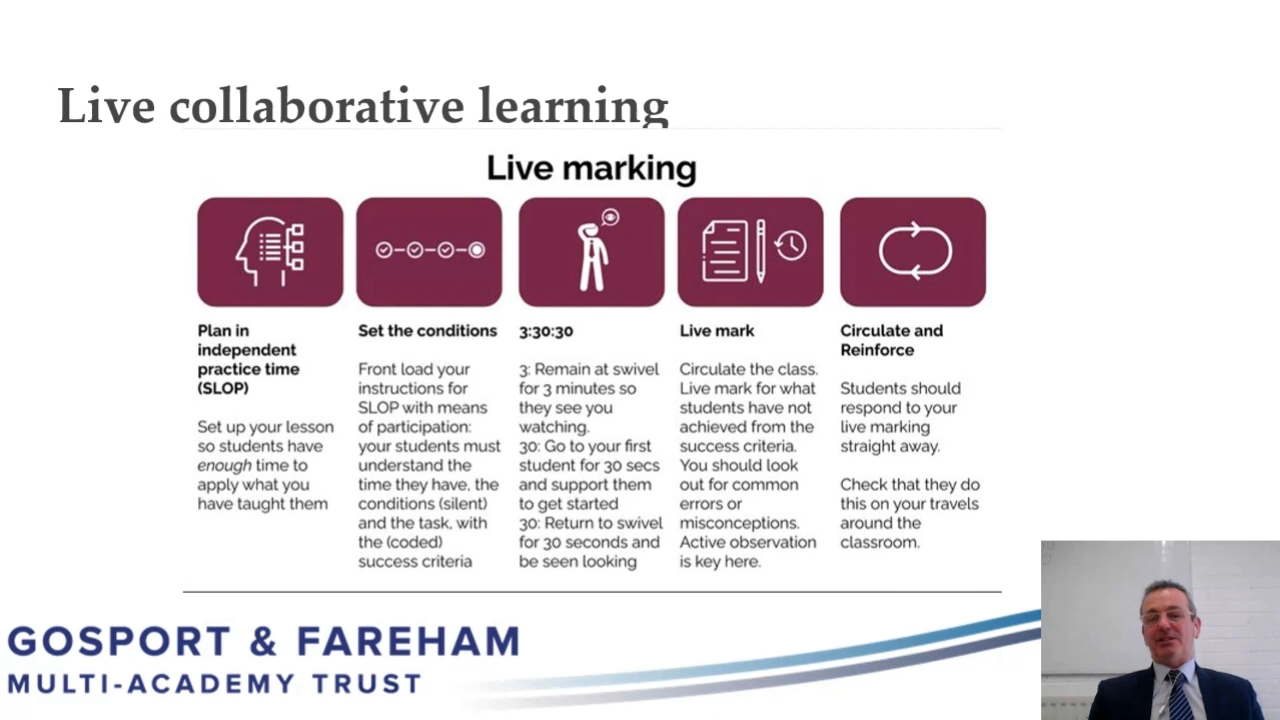 Live collaborative learning
Live marking
Plan in
independent
practice time
(SLOP)
Set up your lesson
so students have
enough time to
apply what you
have taught them
Set the conditions
Front load your
instructions for
SLOP with means
of participation:
your students must
understand the
time they have, the
conditions (silent)
and the task, with
the (coded)
success criteria
3:30:30
3: Remain at swivel
for 3 minutes so
they see you
watching.
30: Go to your first
student for 30 secs
and support them
to get started
30: Return to swivel
for 30 seconds and
be seen looking
Live mark
Circulate the class.
Live mark for what
students have not
achieved from the
success criteria.
You should look
out for common
errors or
misconceptions.
Active observation
is key here.
Circulate and
Reinforce
Students should
respond to your
live marking
straight away.
Check that they do
this on your travels
around the
classroom.
GOSPORT & FAREHAM
MULTI-ACADEMY TRUST